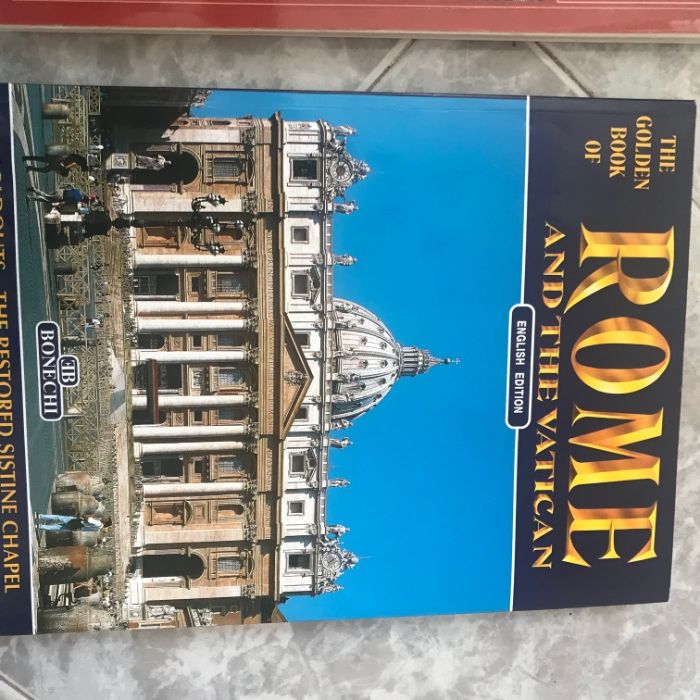 THE
GOLDEN
BOOK
OF
ROME
AND THE VATICAN
ENGLISH EDITION
BONECHI
THE RESTORED SISTINE CHAPEL